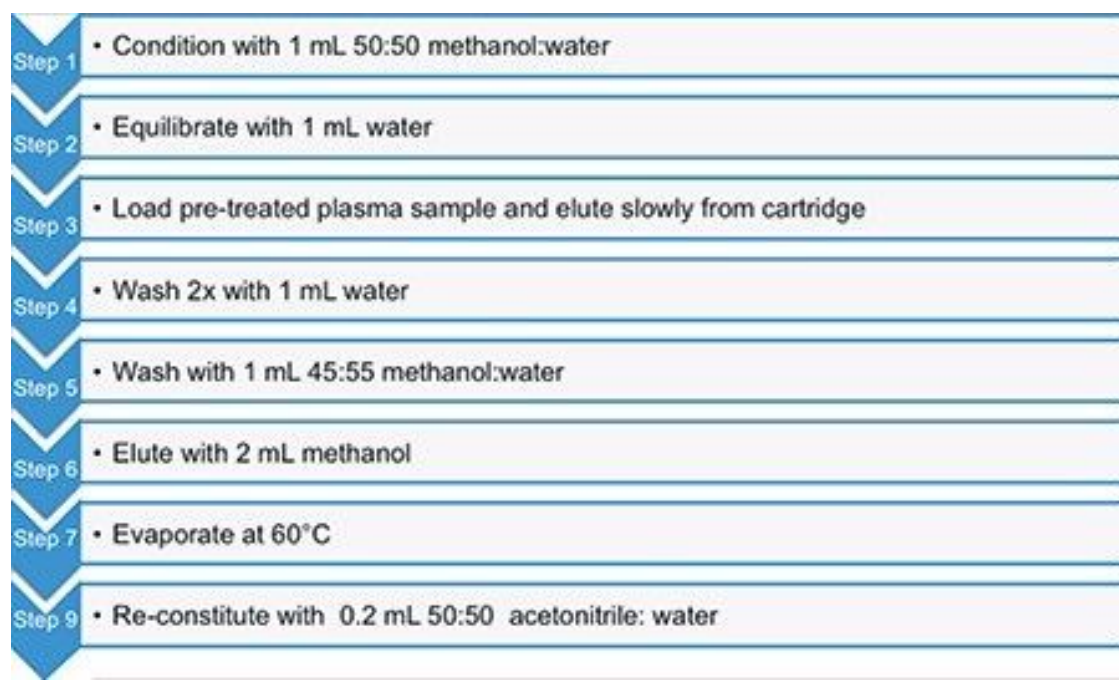 Step 1 • Condition with 1 mL 50:50 methanol:water
Step 2 • Equilibrate with 1 mL water
Step 3 • Load pre-treated plasma sample and elute slowly from cartridge
Step 4 • Wash 2x with 1 mL water
Step 5 • Wash with 1 mL 45:55 methanol:water
Step 6 • Elute with 2 mL methanol
Step 7 • Evaporate at 60°C
Step 9 • Re-constitute with 0.2 mL 50:50 acetonitrile: water